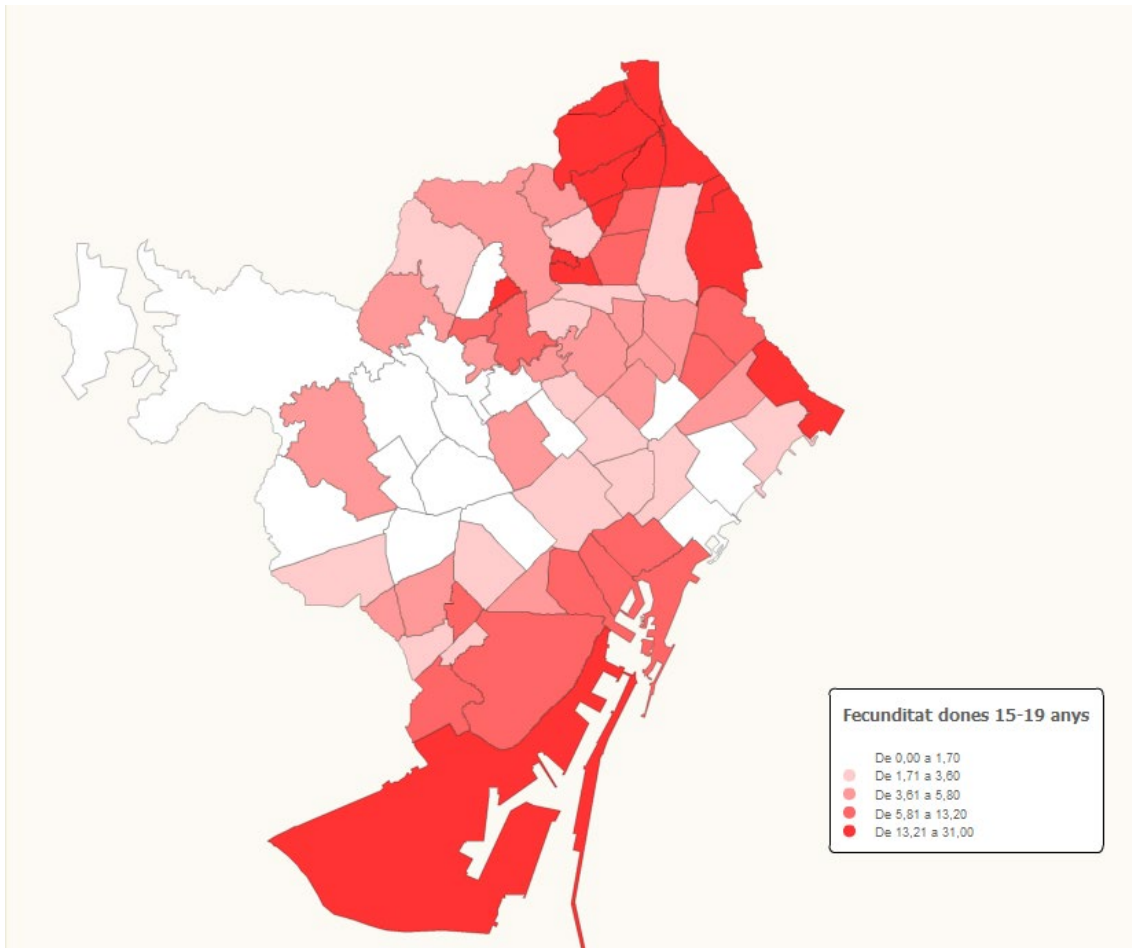 Fecunditat dones 15-19 anys
De 0,00 a 1,70
De 1,71 a 3,60
De 3,61 a 5,80
De 5,81 a 13,20
De 13,21 a 31,00